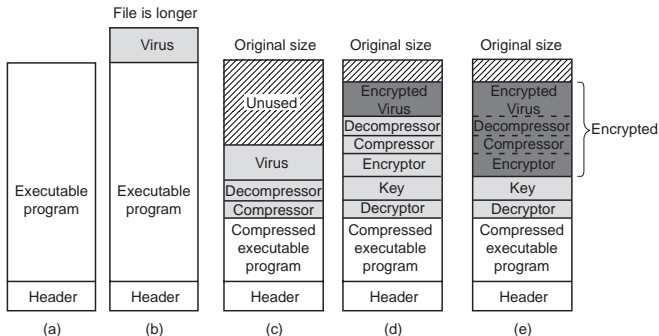 File is longer
Virus
Executable
program
Header
(a)
Executable
program
Header
(b)
Original size
Unused
Virus
Decompressor
Compressor
Compressed
executable
program
Header
(c)
Original size
Encrypted
Virus
Decompressor
Compressor
Encryptor
Key
Decryptor
Compressed
executable
program
Header
(d)
Original size
Encrypted
Virus
Decompressor
Compressor
Encryptor
Encrypted
Key
Decryptor
Compressed
executable
program
Header
(e)